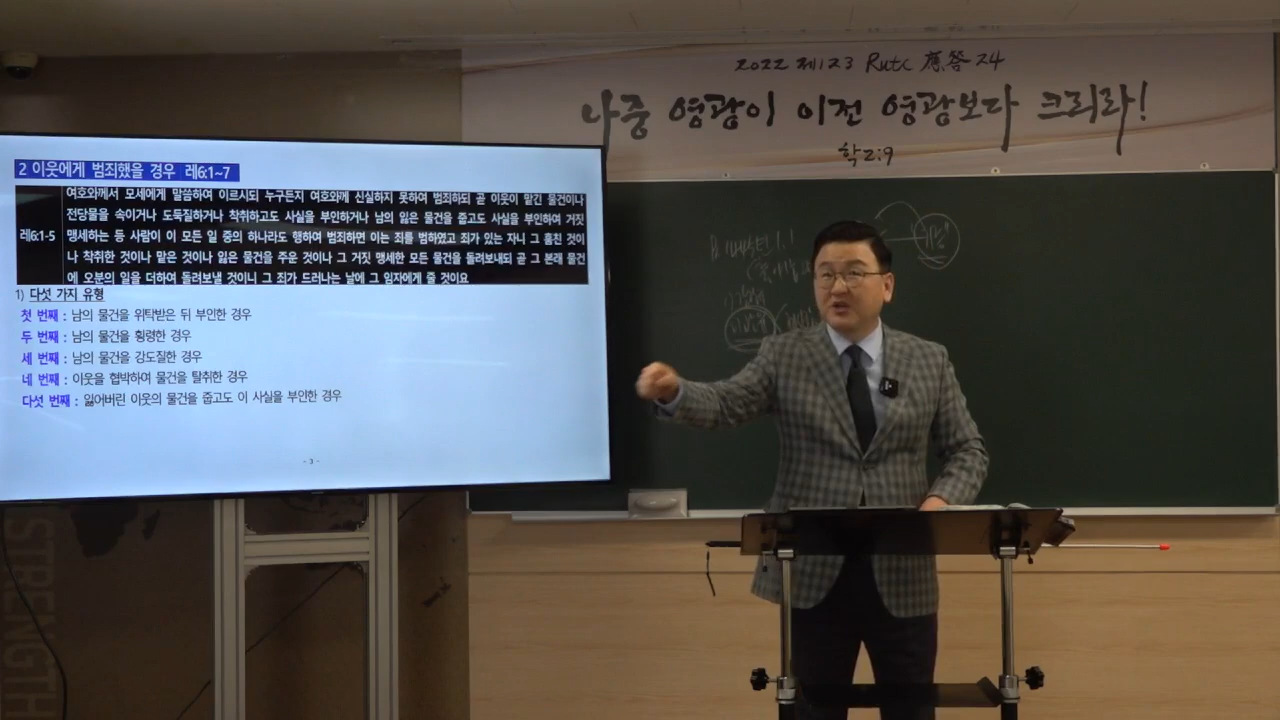 2022 제123 Rutc 應答 24
나중 영광이 이전 영광보다 크리라!
학2:9
2 이웃에게 범죄했을 경우 레6:1~7
레6:1-5
여호와께서 모세에게 말씀하여 이르시되 누구든지 여호와께 신실하지 못하여 범죄하되 곧 이웃이 맡긴 물건이나
전당물을 속이거나 도둑질하거나 착취하고도 사실을 부인하거나 남의 잃은 물건을 줍고도 사실을 부인하여 거짓
맹세하는 등 사람이 이 모든 일 중의 하나라도 행하여 범죄하면 이는 죄를 범하였고 죄가 있는 자니 그 훔친 것이
나 착취한 것이나 맡은 것이나 잃은 물건을 주운 것이나 그 거짓 맹세한 모든 물건을 돌려보내되 곧 그 본래 물건
에 오분의 일을 더하여 돌려보낼 것이니 그 죄가 드러나는 날에 그 임자에게 줄 것이요
1) 다섯 가지 유형
첫 번째 : 남의 물건을 위탁받은 뒤 부인한 경우
두 번째 : 남의 물건을 횡령한 경우
세 번째 : 남의 물건을 강도질한 경우
네 번째 : 이웃을 협박하여 물건을 탈취한 경우
다섯 번째 : 잃어버린 이웃의 물건을 줍고도 이 사실을 부인한 경우
- 3 -
STRENGTH